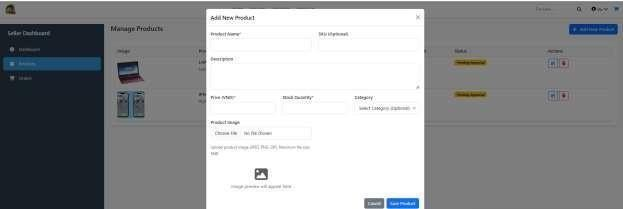 Add New Product
×
Seller Dashboard
Manage Products
+ Add New Product
Product Name*
SKU (Optional)
Dashboard
Products
Orders
Image
Status
Actions
Pending Approval
Description
Pending Approval
Price (VND)*
Stock Quantity*
Category
Select Category (Optional)
Product Image
Choose File
No file chosen
Upload product image (JPEG, PNG, GIF). Maximum file size:
Image preview will appear here
Cancel
Save Product